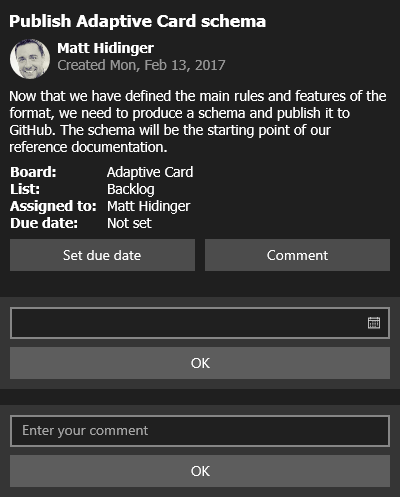 Publish Adaptive Card schema
Matt Hidinger
Created Mon, Feb 13, 2017
Now that we have defined the main rules and features of the
format, we need to produce a schema and publish it to
GitHub. The schema will be the starting point of our
reference documentation.
Board: Adaptive Card
List: Backlog
Assigned to: Matt Hidinger
Due date: Not set
Set due date Comment
OK
Enter your comment
OK